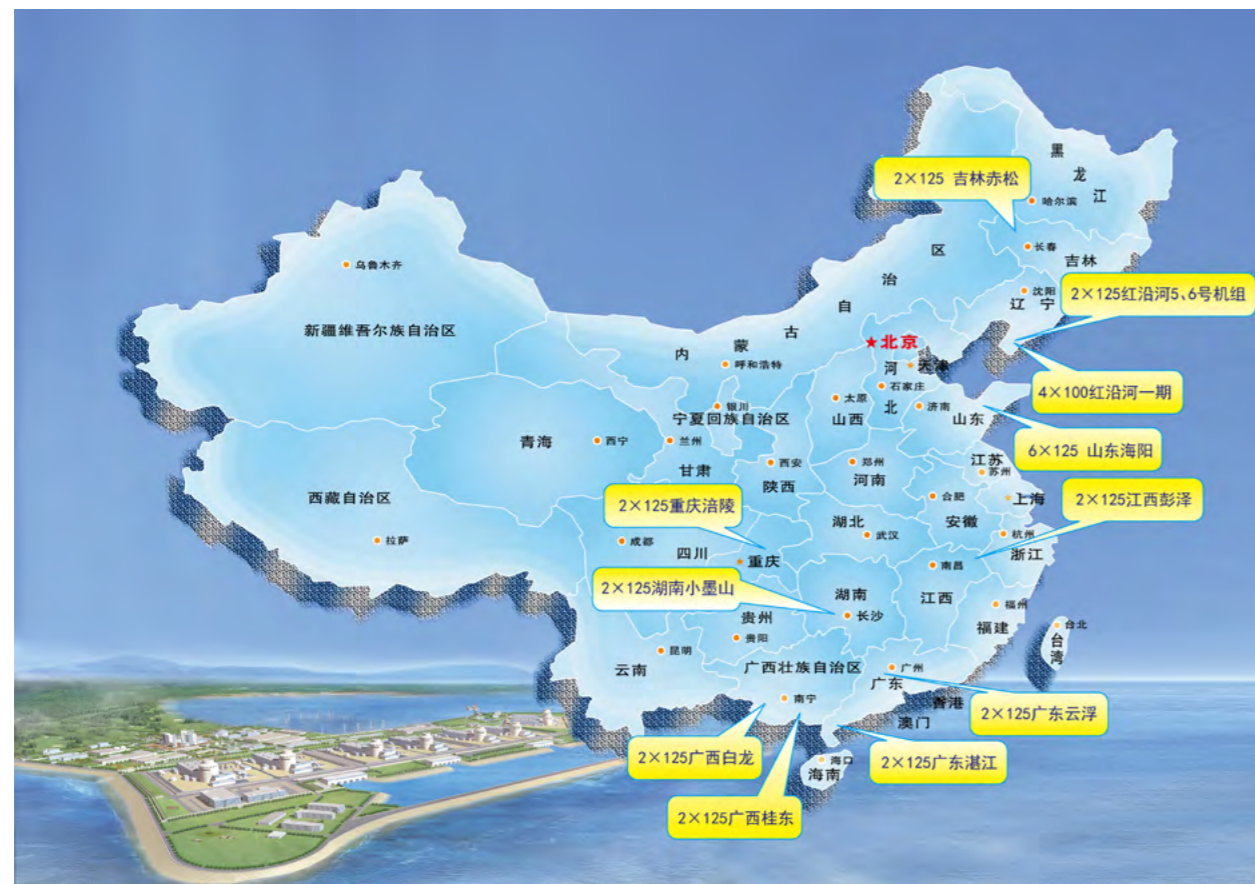 黑龙江
2×125 吉林赤松
哈尔滨
长春
吉林
区
乌鲁木齐
治
沈阳
辽宁
2×125红沿河5、6号机组
自
新疆维吾尔族自治区
古
蒙
内
★北京
呼和浩特
河北
天津
石家庄
4×100红沿河一期
太原
银川
济南
宁夏回族自治区
山西
山东
青海
西宁
兰州
6×125 山东海阳
江苏
苏州
西安
郑州
甘肃
陕西
河南
西藏自治区
合肥
上海
2×125江西彭泽
2×125重庆涪陵
湖北
安徽
武汉
杭州
拉萨
成都
四川
浙江
重庆
南昌
2×125湖南小墨山
湖南
江西
福州
长沙
贵州
福建
台北
台湾
贵阳
昆明
云南
广西壮族自治区
广州
广东
南宁
香港
澳门
2×125广东云浮
2×125广西白龙
海口
2×125广东湛江
海南
2×125广西桂东